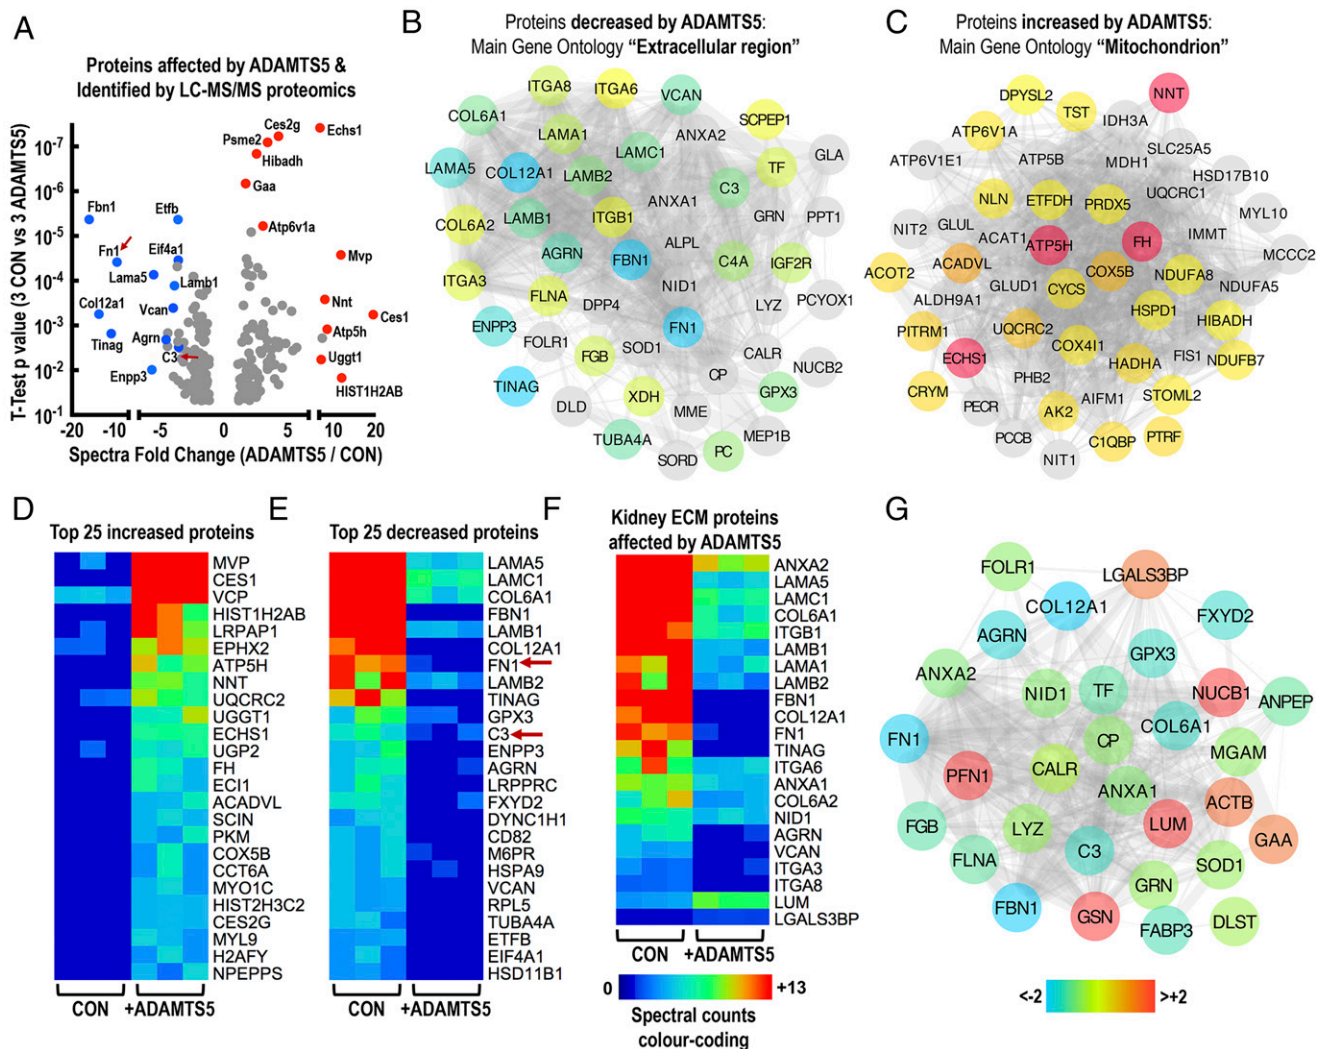 A
Proteins affected by ADAMTS5 &
Identified by LC-MS/MS proteomics
T-Test p value (3 CON vs 3 ADAMTS5)
10-7
10-6
10-5
10-4
10-3
10-2
10-1
-20
-10
-5
0
5
10
20
Spectra Fold Change (ADAMTS5 / CON)
Ces2g
Echs1
Psme2
Hibadh
Gaa
Fbn1
Etfb
Atp6v1a
Fn1
Eif4a1
Mvp
Lama5
Lamb1
Nnt
Col12a1
Vcan
Ces1
Atp5h
Tinag
Agrn
C3
Uggt1
Enpp3
HIST1H2AB
B
Proteins decreased by ADAMTS5:
Main Gene Ontology “Extracellular region”
ITGA8
ITGA6
VCAN
COL6A1
SCPEP1
LAMA1
ANXA2
LAMC1
GLA
LAMA5
COL12A1
LAMB2
TF
C3
ANXA1
COL6A2
LAMB1
ITGB1
GRN
PPT1
ALPL
AGRN
FBN1
C4A
IGF2R
ITGA3
NID1
FLNA
DPP4
LYZ
PCYOX1
ENPP3
FN1
FOLR1
SOD1
FGB
CALR
NUCB2
CP
TINAG
XDH
GPX3
DLD
MME
TUBA4A
MEP1B
PC
SORD
C
Proteins increased by ADAMTS5:
Main Gene Ontology “Mitochondrion”
DPYSL2
NNT
TST
IDH3A
ATP6V1A
SLC25A5
ATP6V1E1
ATP5B
MDH1
HSD17B10
UQCRC1
NLN
ETFDH
PRDX5
MYL10
NIT2
GLUL
ACAT1
ATP5H
FH
IMMT
MCCC2
ACOT2
ACADVL
COX5B
NDUFA8
GLUD1
CYCS
NDUFA5
ALDH9A1
HSPD1
HIBADH
PITRM1
UQCRC2
COX4I1
ECHS1
HADHA
FIS1
NDUFB7
PHB2
CRYM
AIFM1
STOML2
PECR
AK2
PCCB
C1QBP
PTRF
NIT1
D
Top 25 increased proteins
MVP
CES1
VCP
HIST1H2AB
LRPAP1
EPHX2
ATP5H
NNT
UQCRC2
UGGT1
ECHS1
UGP2
FH
ECI1
ACADVL
SCIN
PKM
COX5B
CCT6A
MYO1C
HIST2H3C2
CES2G
MYL9
H2AFY
NPEPPS
CON
+ADAMTS5
E
Top 25 decreased proteins
LAMA5
LAMC1
COL6A1
FBN1
LAMB1
COL12A1
FN1
LAMB2
TINAG
GPX3
C3
ENPP3
AGRN
LRPPRC
FXYD2
DYNC1H1
CD82
M6PR
HSPA9
VCAN
RPL5
TUBA4A
ETFB
EIF4A1
HSD11B1
CON
+ADAMTS5
F
Kidney ECM proteins
affected by ADAMTS5
ANXA2
LAMA5
LAMC1
COL6A1
ITGB1
LAMB1
LAMA1
LAMB2
FBN1
COL12A1
FN1
TINAG
ITGA6
ANXA1
COL6A2
NID1
AGRN
VCAN
ITGA3
ITGA8
LUM
LGALS3BP
CON
+ADAMTS5
0
+13
Spectral counts
colour-coding
G
FOLR1
LGALS3BP
COL12A1
FXYD2
AGRN
GPX3
ANXA2
NID1
TF
NUCB1
ANPEP
FN1
COL6A1
CP
MGAM
PFN1
CALR
ANXA1
ACTB
FGB
LYZ
LUM
GAA
FLNA
C3
SOD1
GRN
FBN1
GSN
FABP3
DLST
<-2
>+2